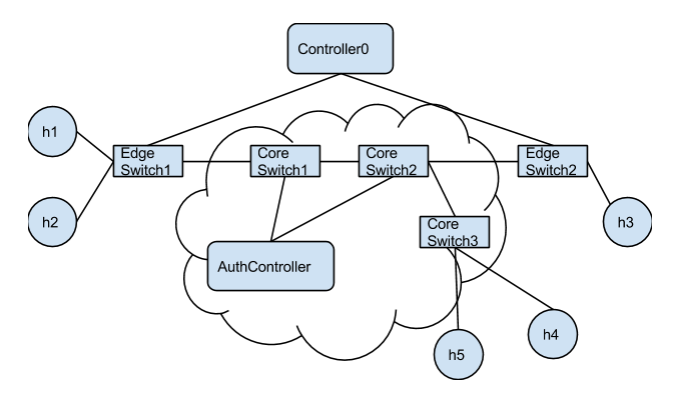 Controller0
h1
Edge
Switch1
Core
Switch1
Core
Switch2
Edge
Switch2
h2
h3
Core
Switch3
AuthController
h4
h5